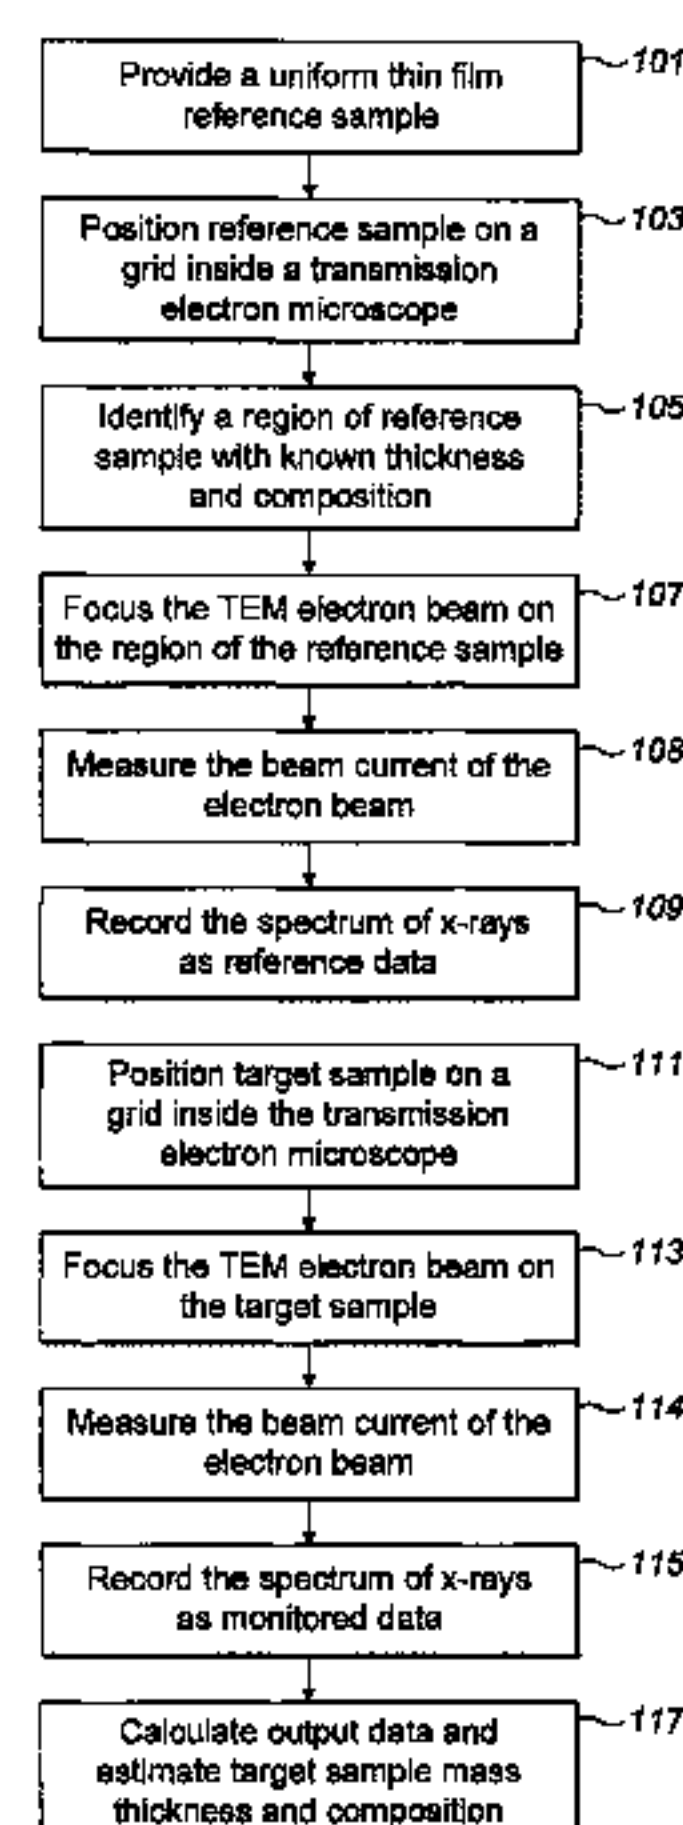 Provide a uniform thin film
reference sample
101
Position reference sample on a
grid inside a transmission
electron microscope
103
Identify a region of reference
sample with known thickness
and composition
105
Focus the TEM electron beam on
the region of the reference sample
107
Measure the beam current of the
electron beam
108
Record the spectrum of x-rays
as reference data
109
Position target sample on a
grid inside the transmission
electron microscope
111
Focus the TEM electron beam on
the target sample
113
Measure the beam current of the
electron beam
114
Record the spectrum of x-rays
as monitored data
115
Calculate output data and
estimate target sample mass
thickness and composition
117